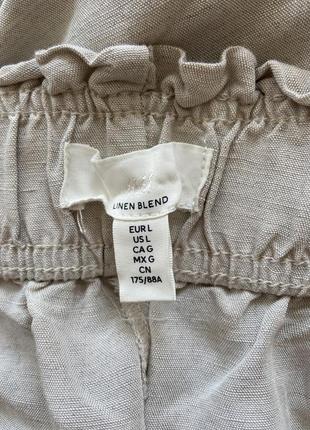 H&M
LINEN BLEND
EUR L
US L
CA G
MX G
CN
175/88A